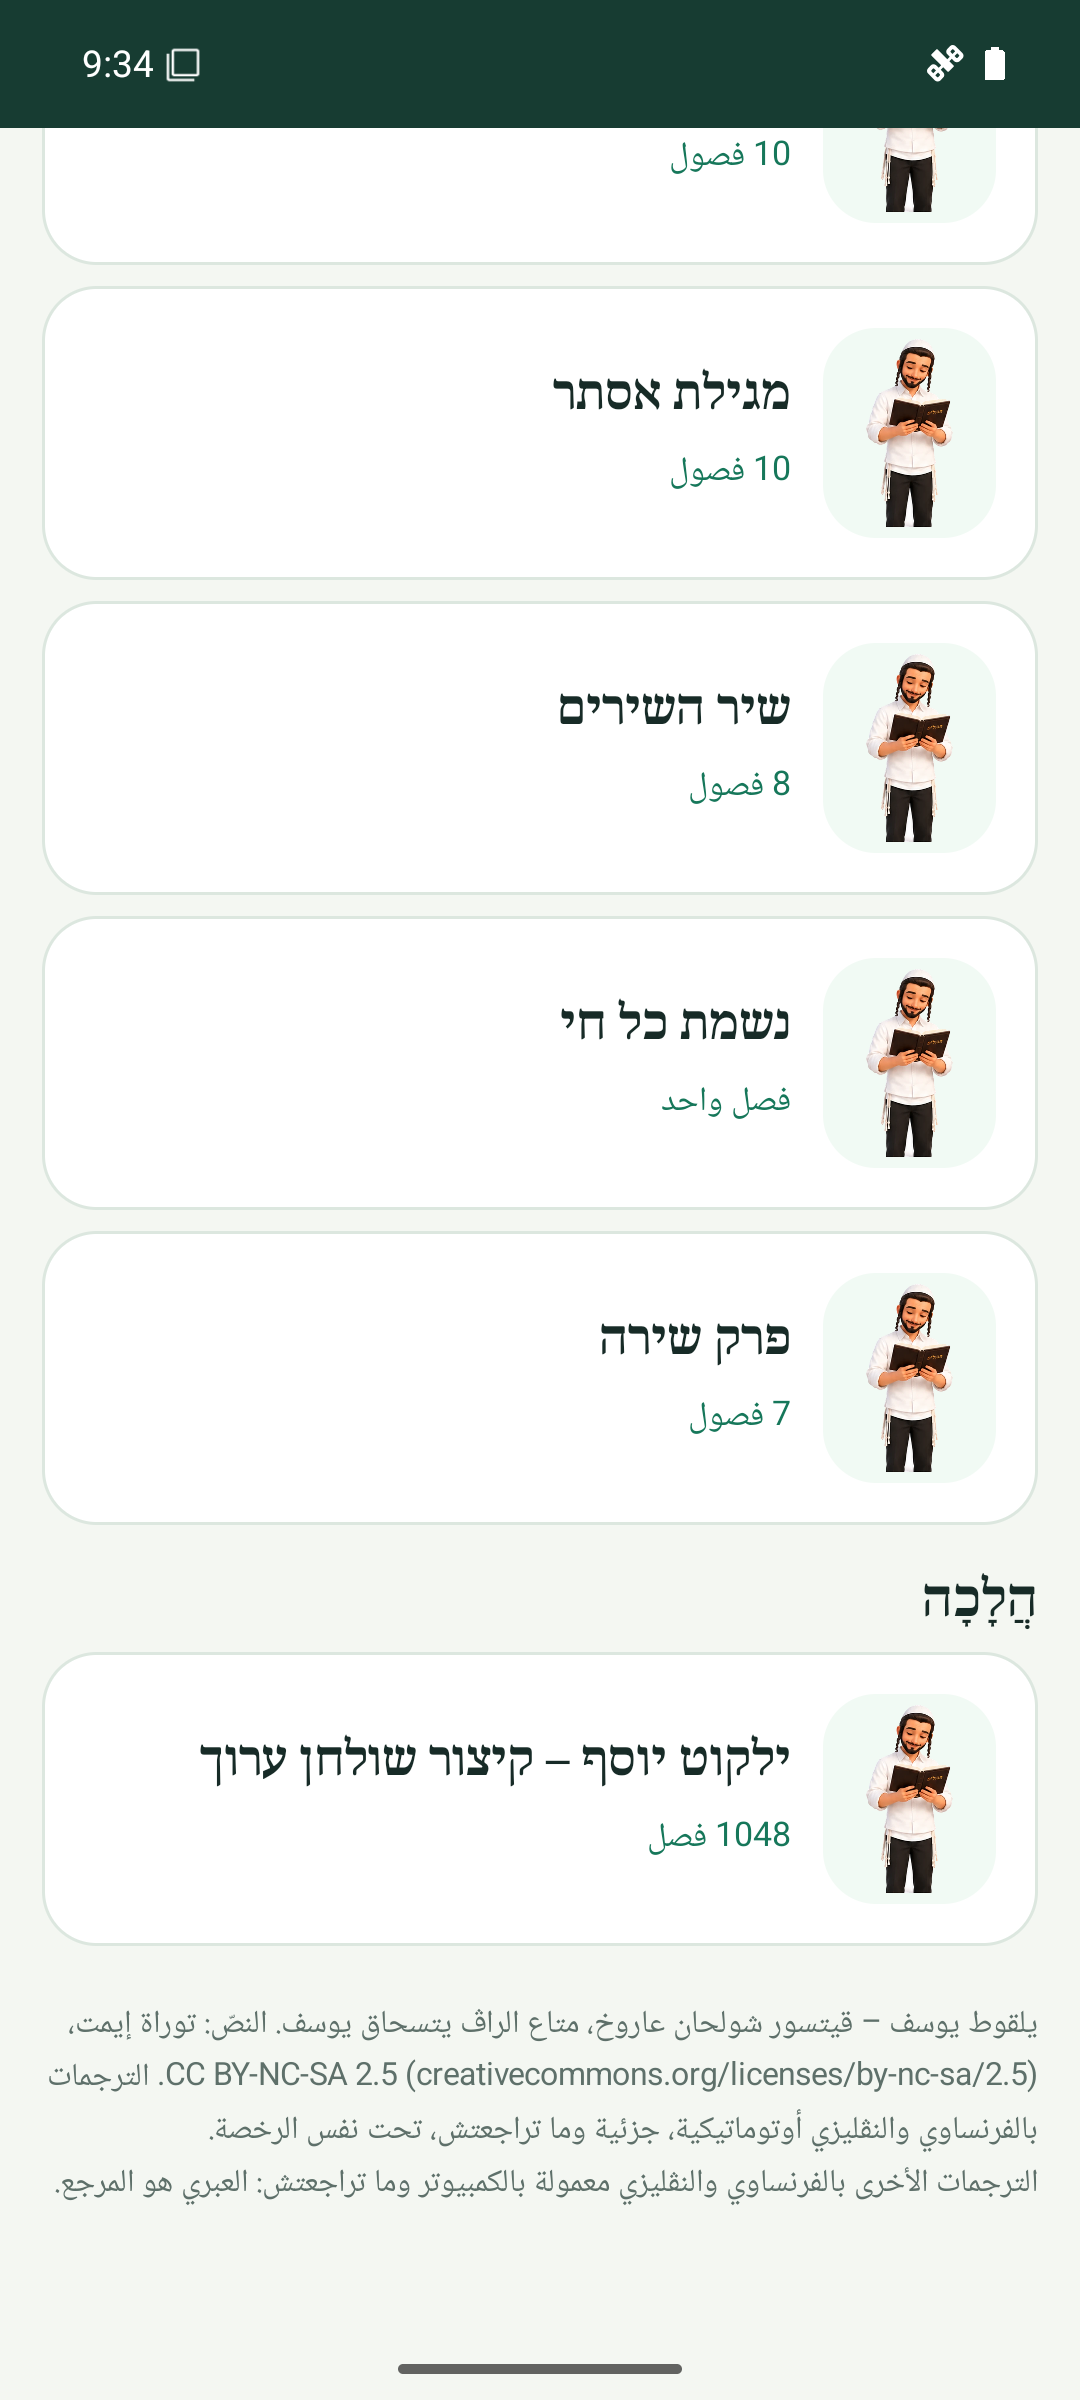 9:34
10 فصول
מגילת אסתר
10 فصول
שיר השירים
8 فصول
נשמת כל חי
فصل واحد
פרק שירה
7 فصول
הֲלָכָה
ילקוט יוסף – קיצור שולחן ערוך
1048 فصل
يلقوط يوسف – قيتسور شولحان عاروخ، متاع الراڤ يتسحاق يوسف. النصّ: توراة إيمت،
CC BY-NC-SA 2.5 (creativecommons.org/licenses/by-nc-sa/2.5). الترجمات
بالفرنساوي والنڤليزي أوتوماتيكية، جزئية وما تراجعتش، تحت نفس الرخصة.
الترجمات الأخرى بالفرنساوي والنڤليزي معمولة بالكمبيوتر وما تراجعتش: العبري هو المرجع.